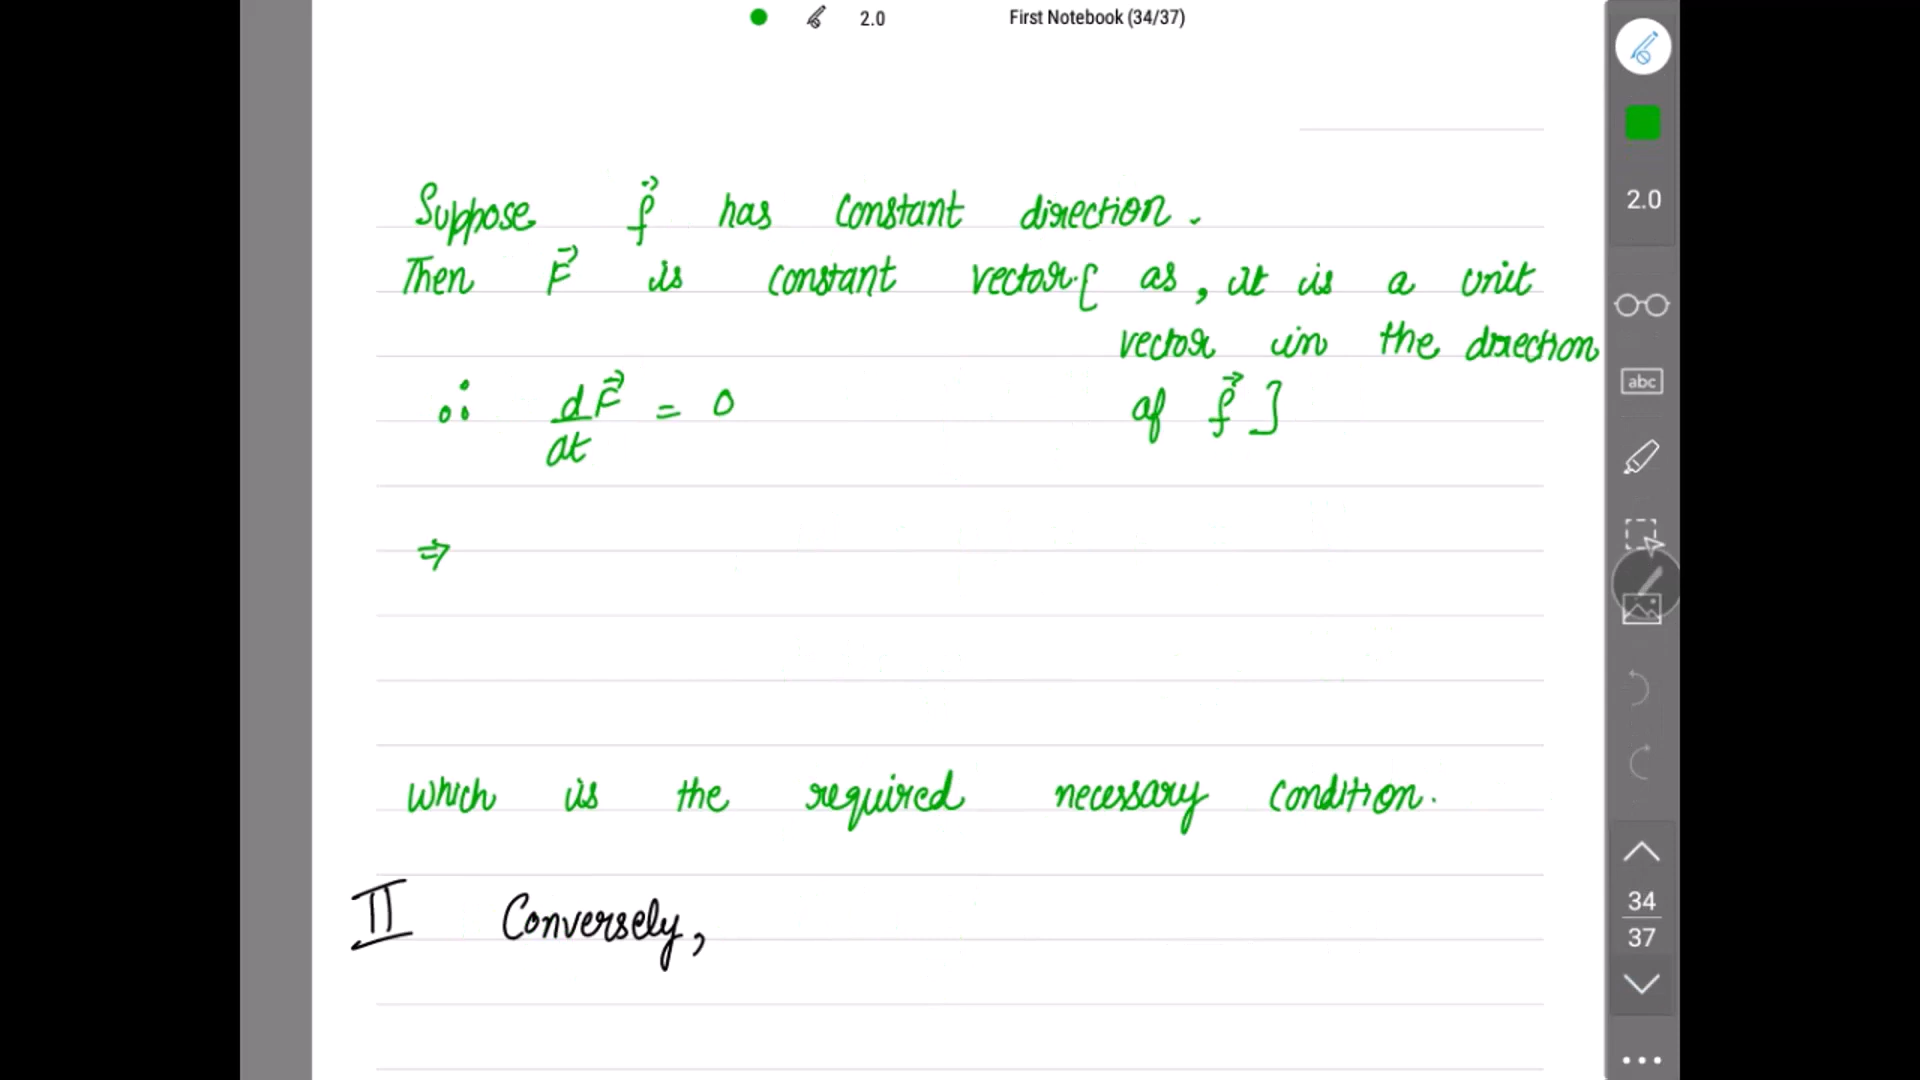 2.0 First Notebook (34/37)
2.0
abc
34
37
Suppose f⃗ has constant direction.
Then F⃗ is constant vector. [ as, it is a unit
vector in the direction
∴ dF⃗/dt = 0 of f⃗ ]
⇒
which is the required necessary condition.
II Conversely,